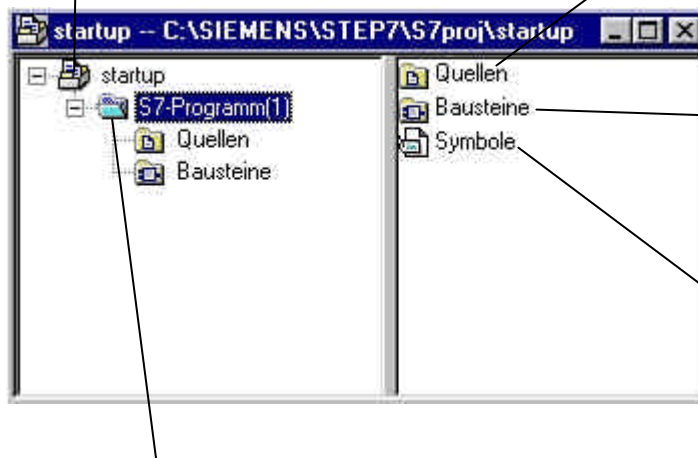 startup -- C:\SIEMENS\STEP7\S7proj\startup
startup
S7-Programm(1)
Quellen
Bausteine
Quellen
Bausteine
Symbole